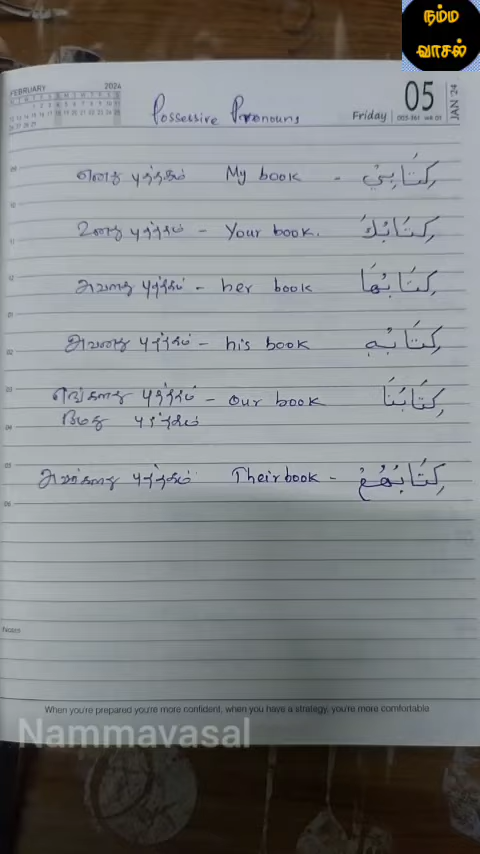 நம்ம
வாசல்
FEBRUARY 2024
05
Friday
JAN '24
Possessive Pronouns
எனது புத்தகம் My book - كِتَابِيْ
உனது புத்தகம் - Your book. كِتَابُكَ
அவளது புத்தகம் - her book كِتَابُهَا
அவனது புத்தகம் - his book كِتَابُهُ
எங்களது புத்தகம் - our book كِتَابُنَا
நமது புத்தகம்
அவர்களது புத்தகம் Their book - كِتَابُهُمْ
Notes
When you're prepared you're more confident, when you have a strategy, you're more comfortable
Nammavasal